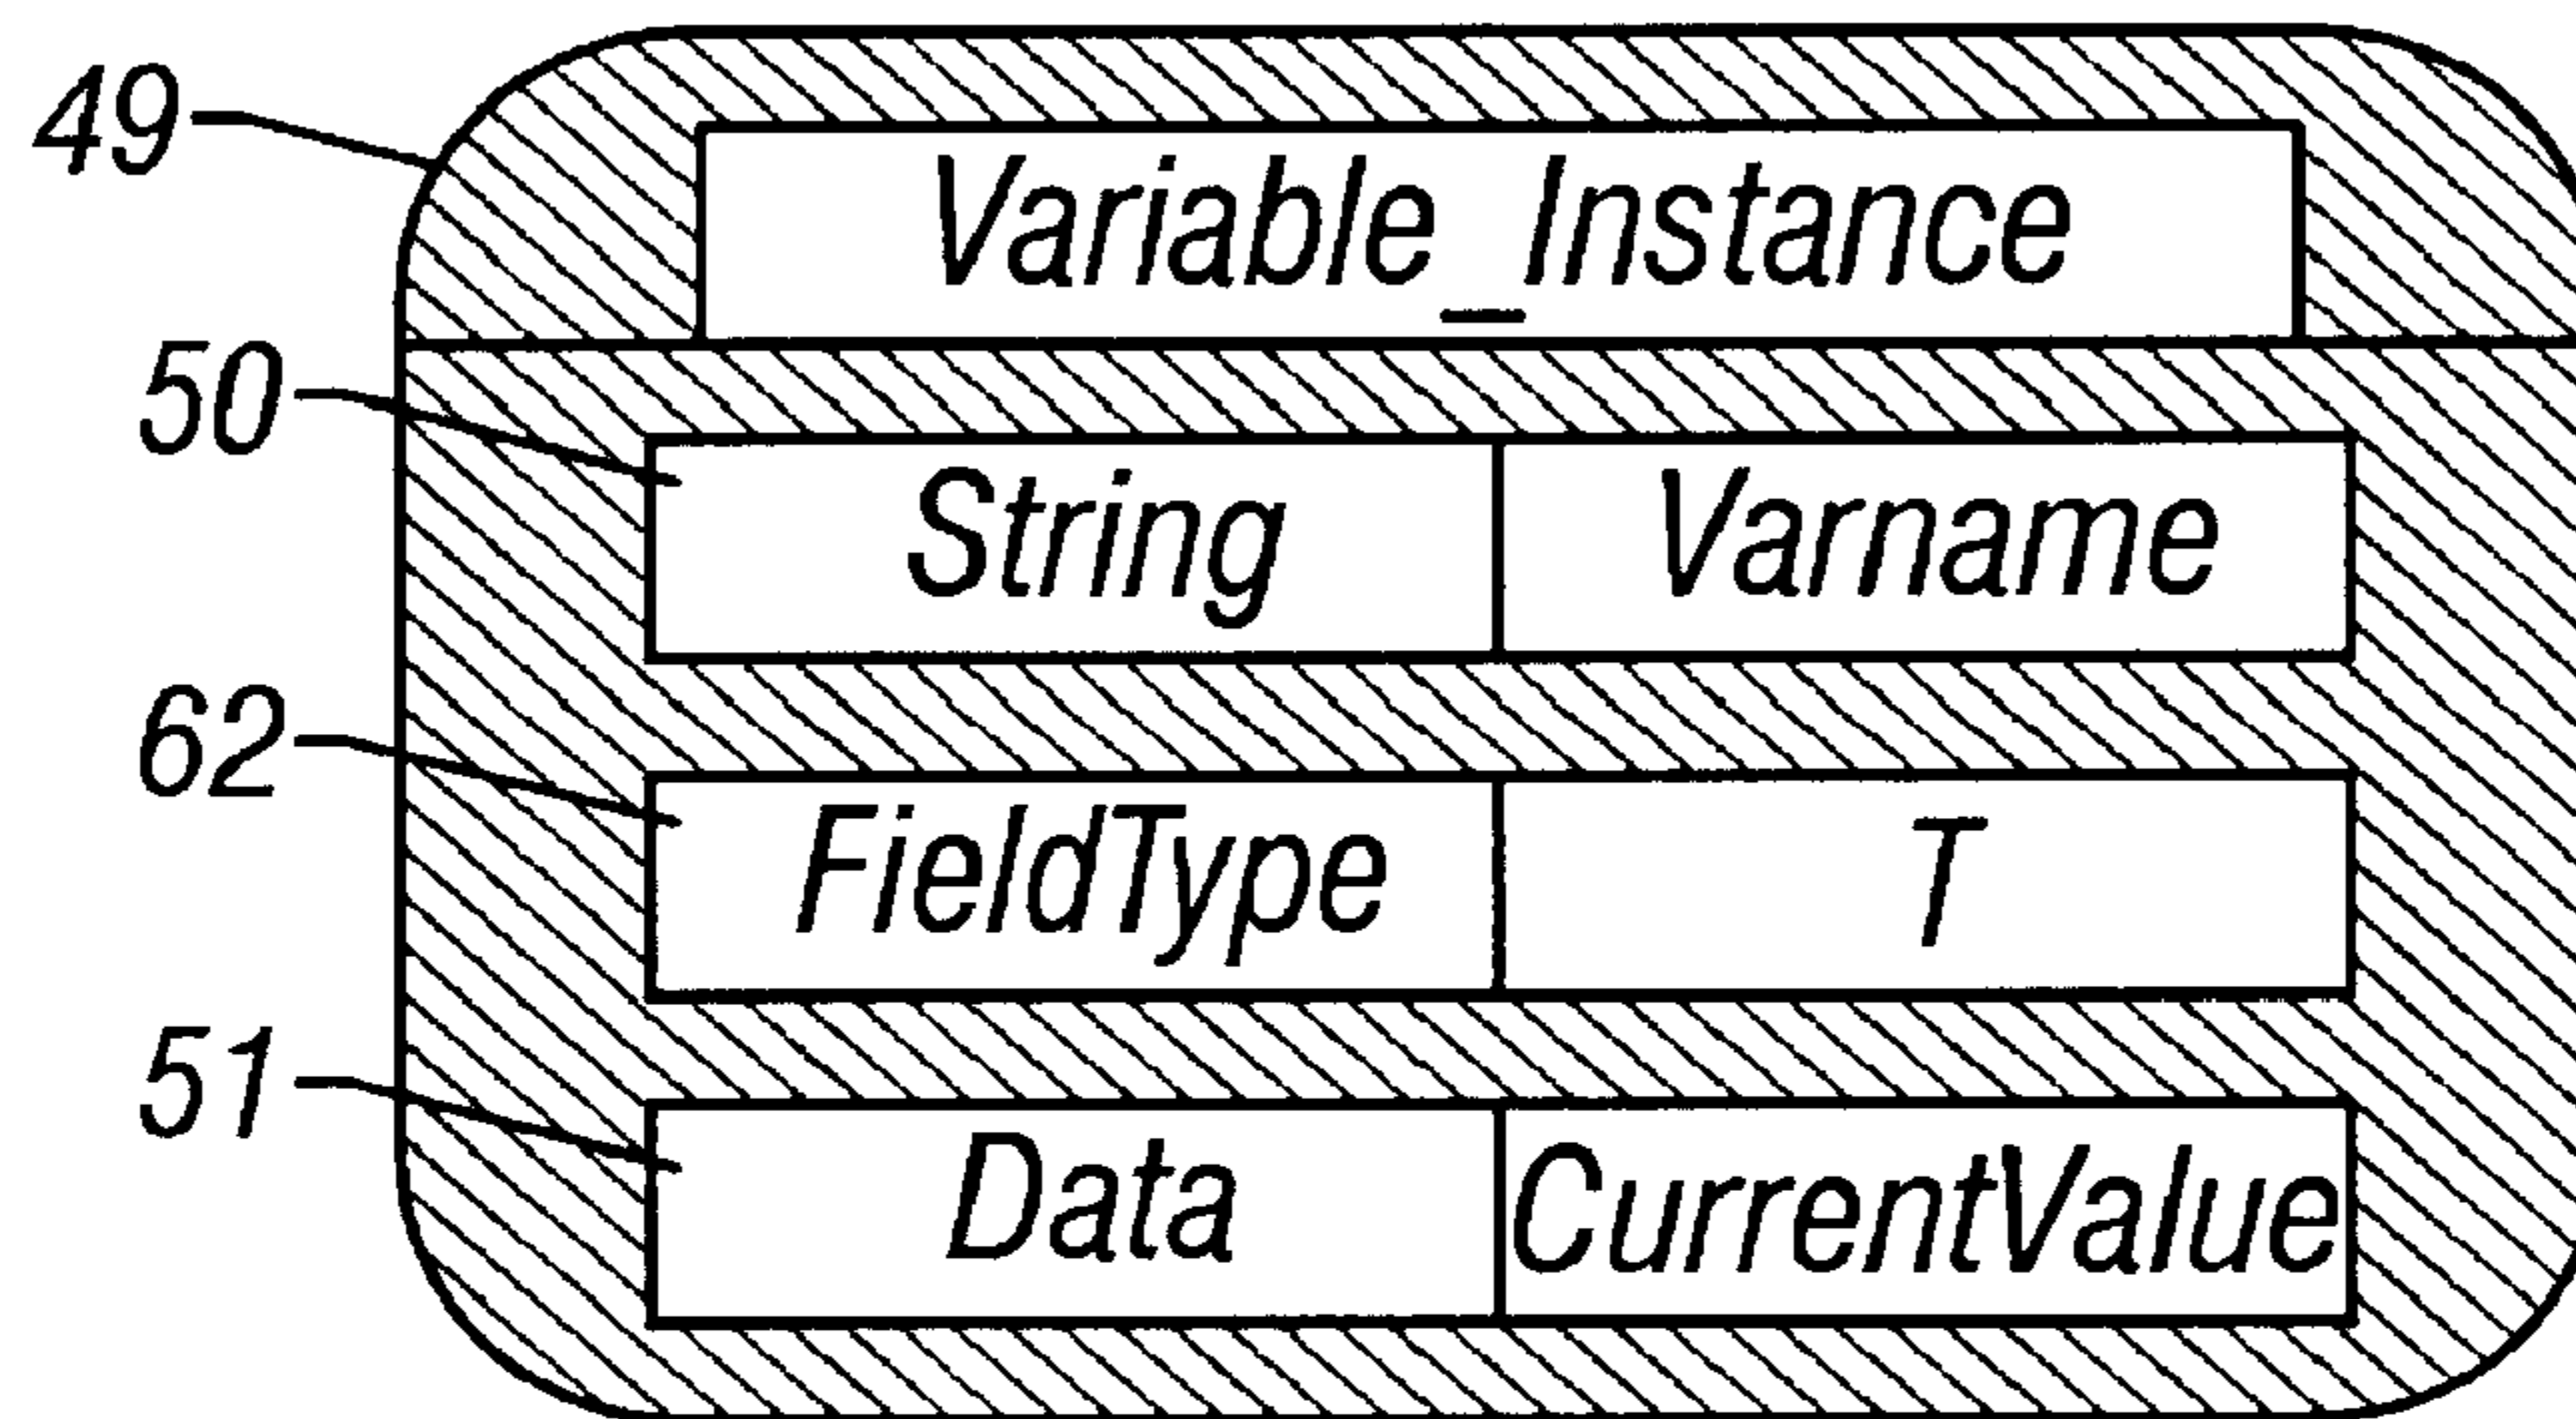 49 Variable_Instance
50 String Varname
62 FieldType T
51 Data CurrentValue